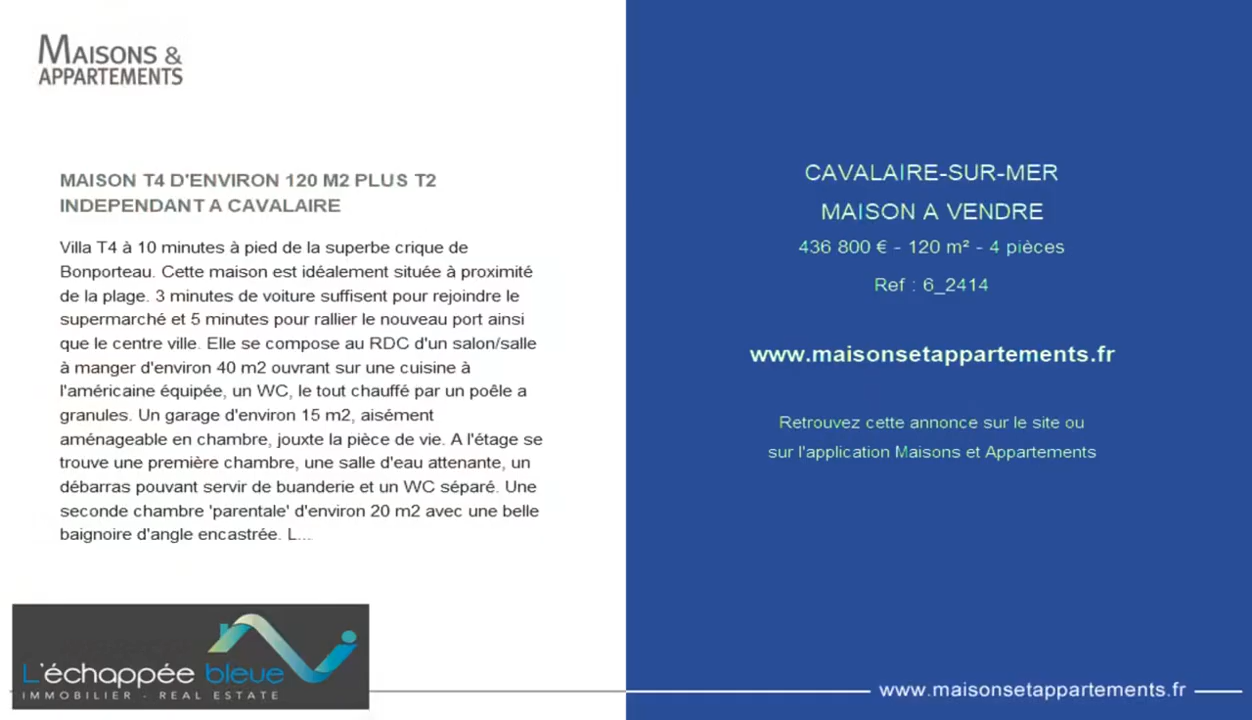 MAISONS &
APPARTEMENTS
MAISON T4 D'ENVIRON 120 M2 PLUS T2
INDEPENDANT A CAVALAIRE
Villa T4 à 10 minutes à pied de la superbe crique de
Bonporteau. Cette maison est idéalement située à proximité
de la plage. 3 minutes de voiture suffisent pour rejoindre le
supermarché et 5 minutes pour rallier le nouveau port ainsi
que le centre ville. Elle se compose au RDC d'un salon/salle
à manger d'environ 40 m2 ouvrant sur une cuisine à
l'américaine équipée, un WC, le tout chauffé par un poêle a
granules. Un garage d'environ 15 m2, aisément
aménageable en chambre, jouxte la pièce de vie. A l'étage se
trouve une première chambre, une salle d'eau attenante, un
débarras pouvant servir de buanderie et un WC séparé. Une
seconde chambre 'parentale' d'environ 20 m2 avec une belle
baignoire d'angle encastrée. L...
L'échappée bleue
IMMOBILIER - REAL ESTATE
CAVALAIRE-SUR-MER
MAISON A VENDRE
436 800 € - 120 m² - 4 pièces
Ref : 6_2414
www.maisonsetappartements.fr
Retrouvez cette annonce sur le site ou
sur l'application Maisons et Appartements
www.maisonsetappartements.fr